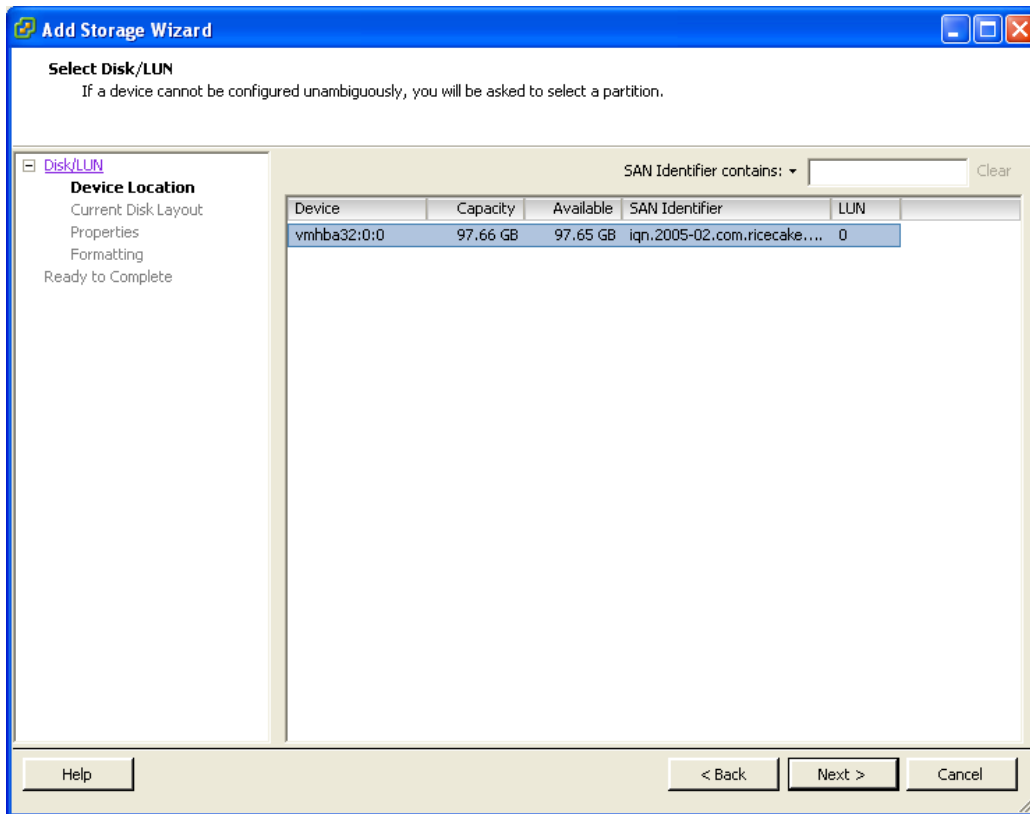 Add Storage Wizard
Select Disk/LUN
If a device cannot be configured unambiguously, you will be asked to select a partition.
Disk/LUN
Device Location
Current Disk Layout
Properties
Formatting
Ready to Complete
SAN Identifier contains: Clear
Device Capacity Available SAN Identifier LUN
vmhba32:0:0 97.66 GB 97.65 GB iqn.2005-02.com.ricecake.... 0
Help < Back Next > Cancel